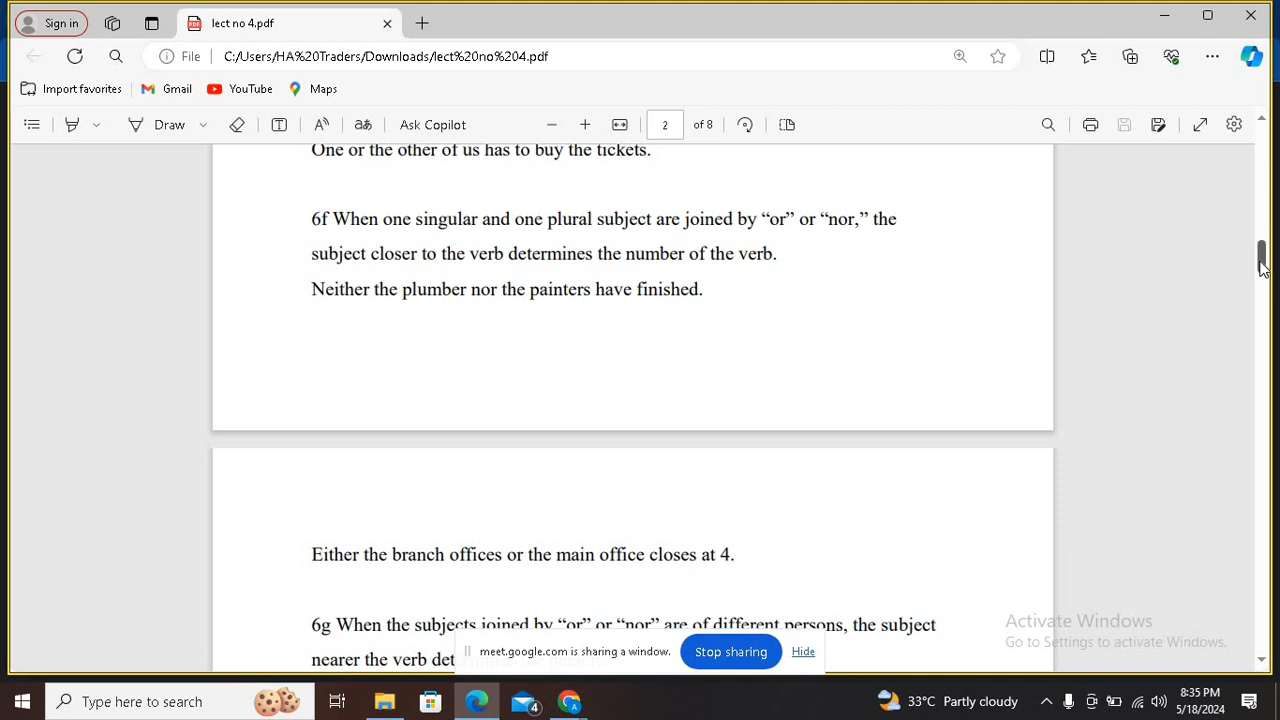 Sign in
lect no 4.pdf
File
C:/Users/HA%20Traders/Downloads/lect%20no%204.pdf
Import favorites
Gmail
YouTube
Maps
Draw
Ask Copilot
2
of 8
One or the other of us has to buy the tickets.
6f When one singular and one plural subject are joined by “or” or “nor,” the
subject closer to the verb determines the number of the verb.
Neither the plumber nor the painters have finished.
Either the branch offices or the main office closes at 4.
6g When the subjects joined by “or” or “nor” are of different persons, the subject
nearer the verb
Activate Windows
Go to Settings to activate Windows.
meet.google.com is sharing a window.
Stop sharing
Hide
Type here to search
4
33°C Partly cloudy
8:35 PM
5/18/2024